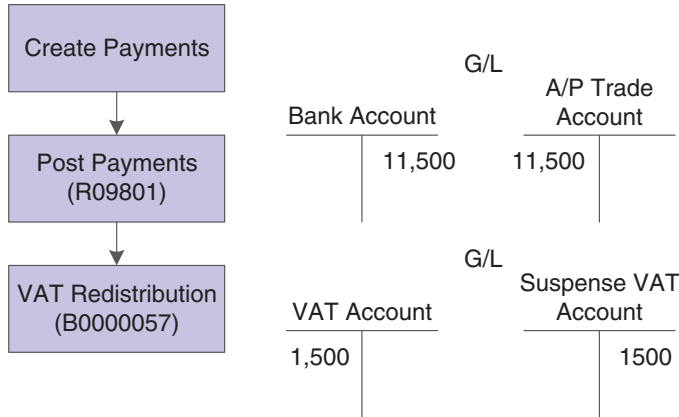 Create Payments
Post Payments
(R09801)
VAT Redistribution
(B0000057)
G/L
Bank Account
A/P Trade
Account
11,500
11,500
G/L
VAT Account
Suspense VAT
Account
1,500
1500